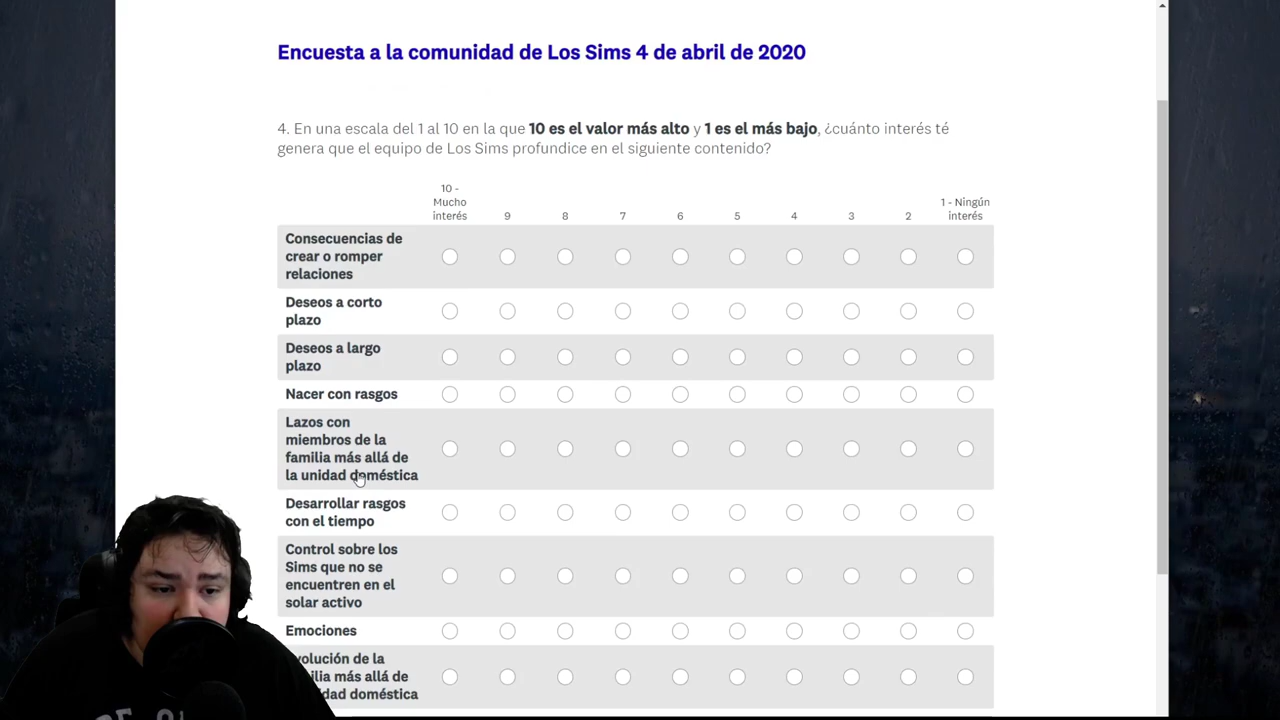 Encuesta a la comunidad de Los Sims 4 de abril de 2020
4. En una escala del 1 al 10 en la que 10 es el valor más alto y 1 es el más bajo, ¿cuánto interés té
genera que el equipo de Los Sims profundice en el siguiente contenido?
10 -
Mucho
interés
9
8
7
6
5
4
3
2
1 - Ningún
interés
Consecuencias de
crear o romper
relaciones
Deseos a corto
plazo
Deseos a largo
plazo
Nacer con rasgos
Lazos con
miembros de la
familia más allá de
la unidad doméstica
Desarrollar rasgos
con el tiempo
Control sobre los
Sims que no se
encuentren en el
solar activo
Emociones
volución de la
ilia más allá de
dad doméstica